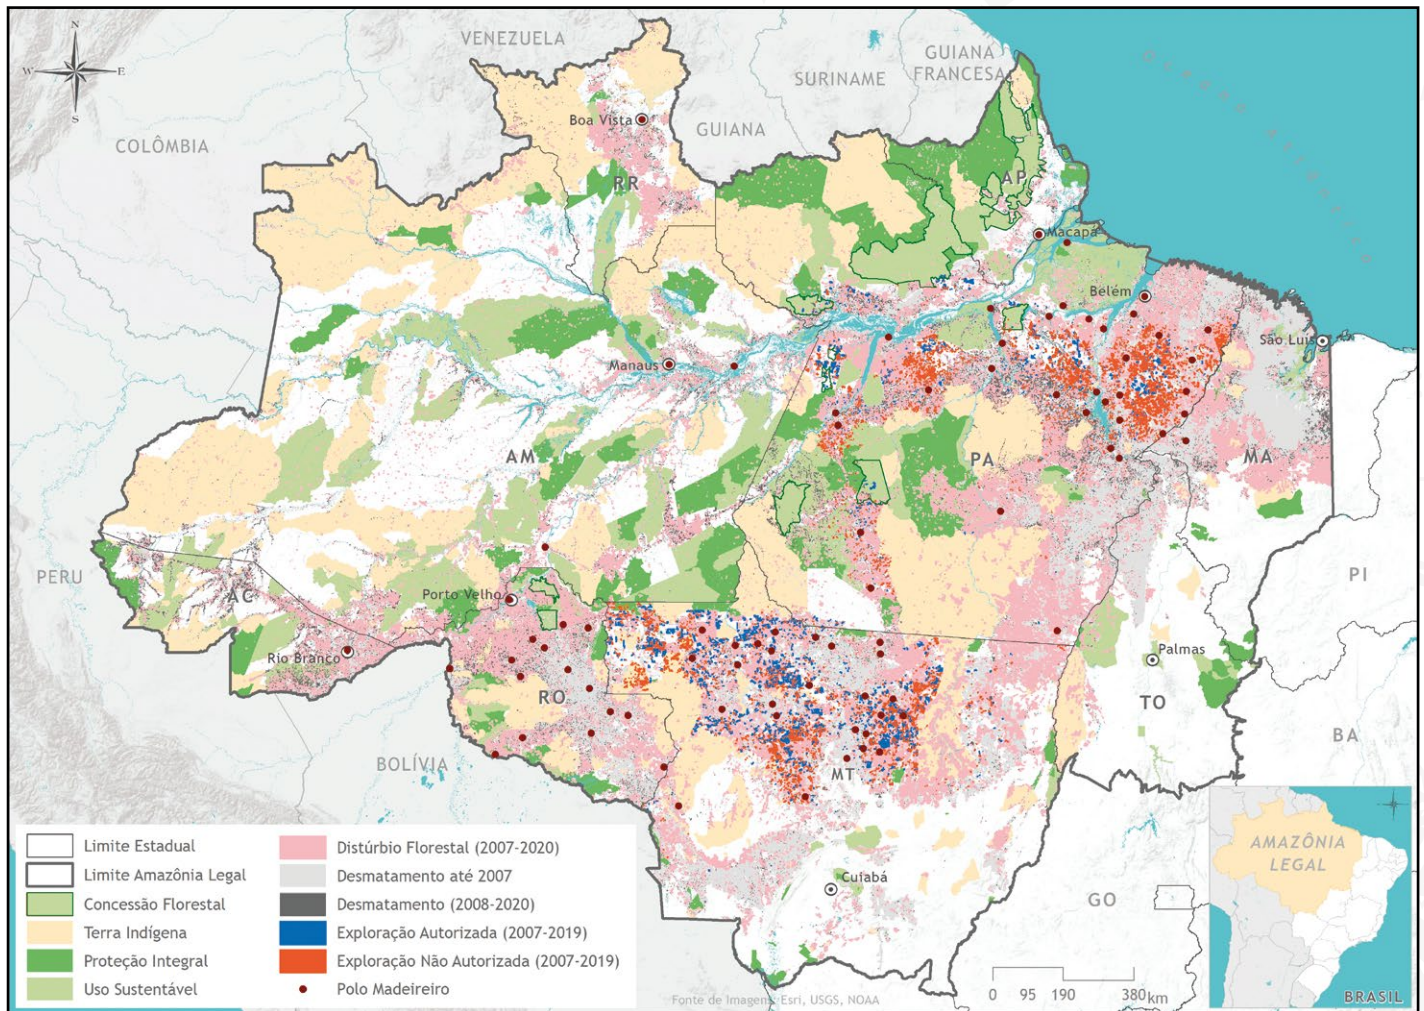 N
W
E
S
VENEZUELA
GUIANA
FRANCESA
SURINAME
GUIANA
COLÔMBIA
Boa Vista
RR
AP
Macapá
Belém
São Luís
Manaus
AM
PA
MA
PERU
AC
Porto Velho
PI
Rio Branco
Palmas
RO
TO
BOLÍVIA
MT
BA
Cuiabá
GO
Limite Estadual
Limite Amazônia Legal
Concessão Florestal
Terra Indígena
Proteção Integral
Uso Sustentável
Distúrbio Florestal (2007-2020)
Desmatamento até 2007
Desmatamento (2008-2020)
Exploração Autorizada (2007-2019)
Exploração Não Autorizada (2007-2019)
Polo Madeireiro
Fonte de Imagens: Esri, USGS, NOAA
0 95 190 380 km
AMAZÔNIA
LEGAL
BRASIL